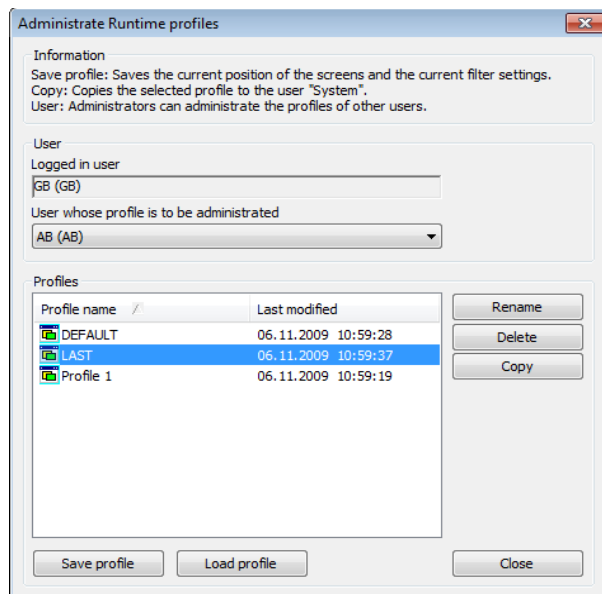 Administrate Runtime profiles
Information
Save profile: Saves the current position of the screens and the current filter settings.
Copy: Copies the selected profile to the user "System".
User: Administrators can administrate the profiles of other users.
User
Logged in user
GB (GB)
User whose profile is to be administrated
AB (AB)
Profiles
Profile name Last modified
DEFAULT 06.11.2009 10:59:28
LAST 06.11.2009 10:59:37
Profile 1 06.11.2009 10:59:19
Rename
Delete
Copy
Save profile Load profile Close